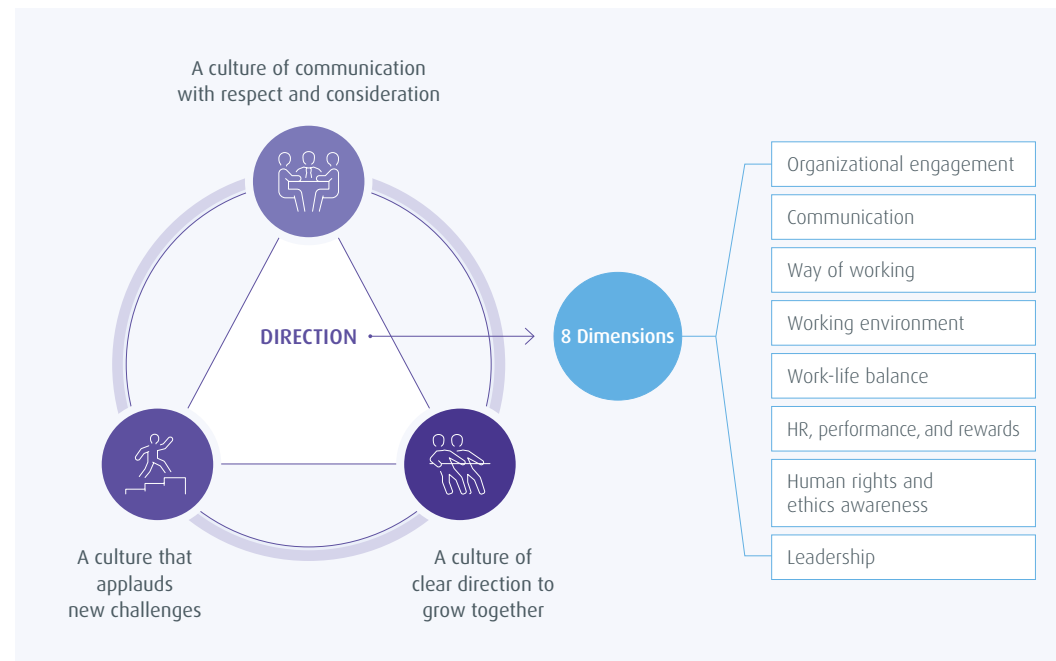 A culture of communication
with respect and consideration
DIRECTION
A culture that
applauds
new challenges
A culture of
clear direction to
grow together
8 Dimensions
Organizational engagement
Communication
Way of working
Working environment
Work-life balance
HR, performance, and rewards
Human rights and
ethics awareness
Leadership